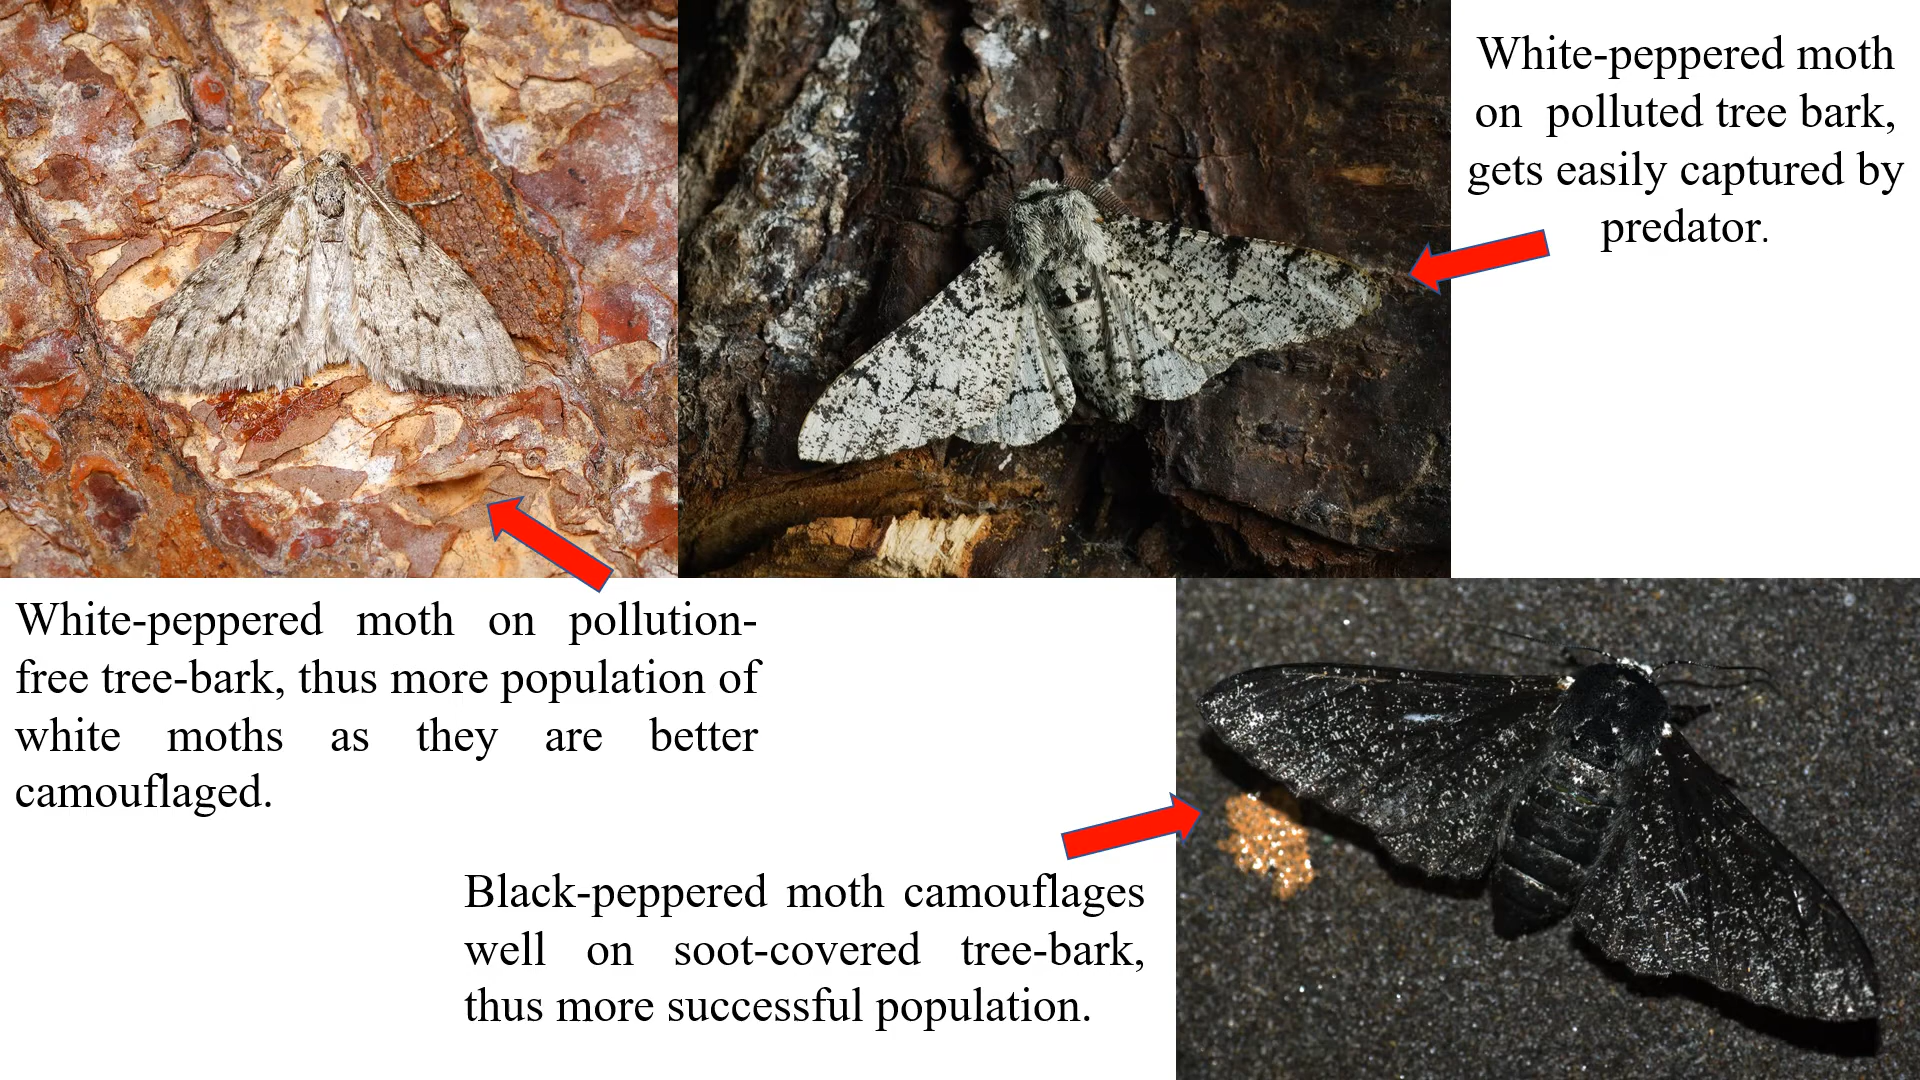 White-peppered moth
on polluted tree bark,
gets easily captured by
predator.
White-peppered moth on pollution-
free tree-bark, thus more population of
white moths as they are better
camouflaged.
Black-peppered moth camouflages
well on soot-covered tree-bark,
thus more successful population.